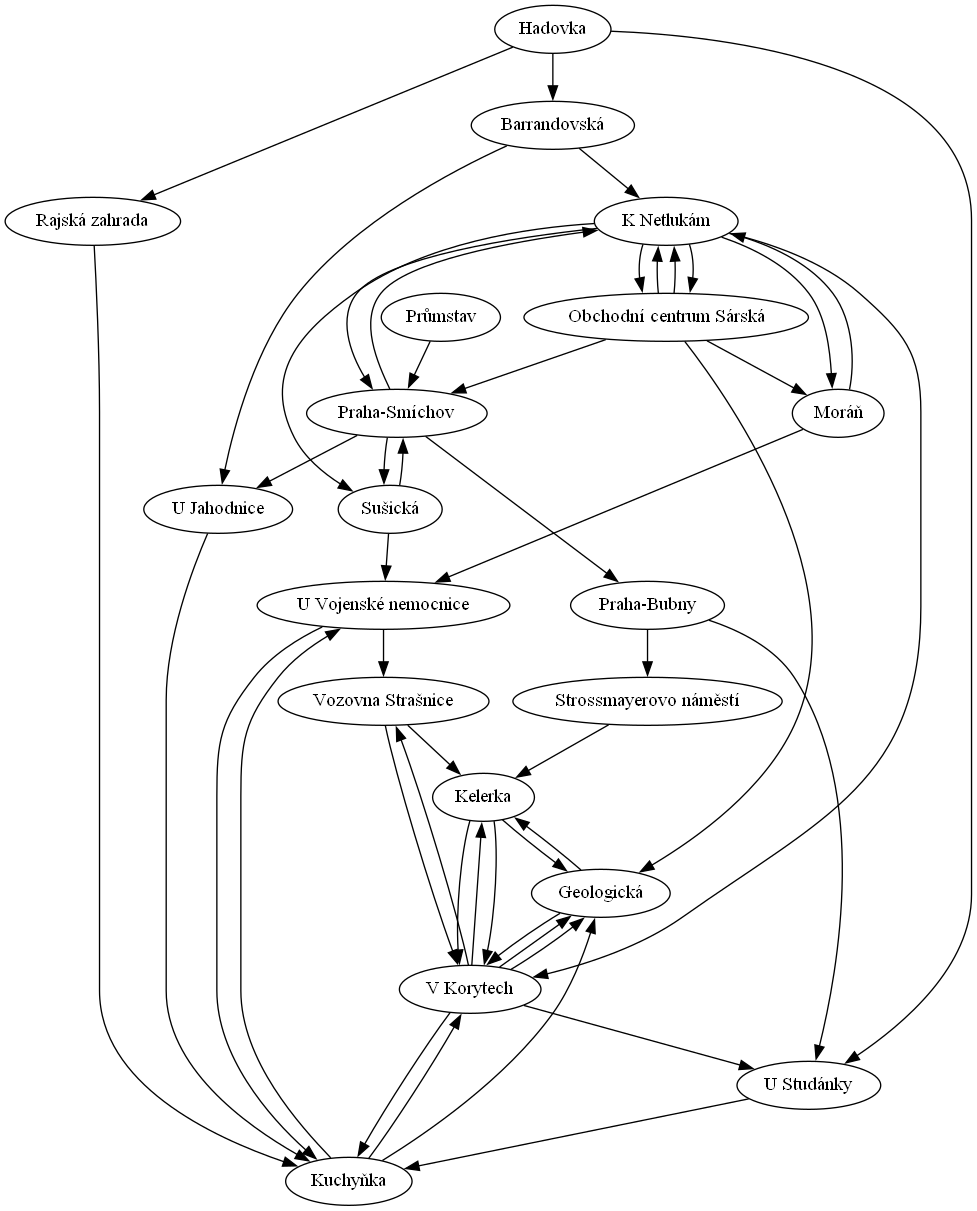 Hadovka
Barrandovská
Rajská zahrada
K Netlukám
Průmstav
Obchodní centrum Sárská
Praha-Smíchov
Moráň
U Jahodnice
Sušická
U Vojenské nemocnice
Praha-Bubny
Vozovna Strašnice
Strossmayerovo náměstí
Kelerka
Geologická
V Korytech
U Studánky
Kuchyňka